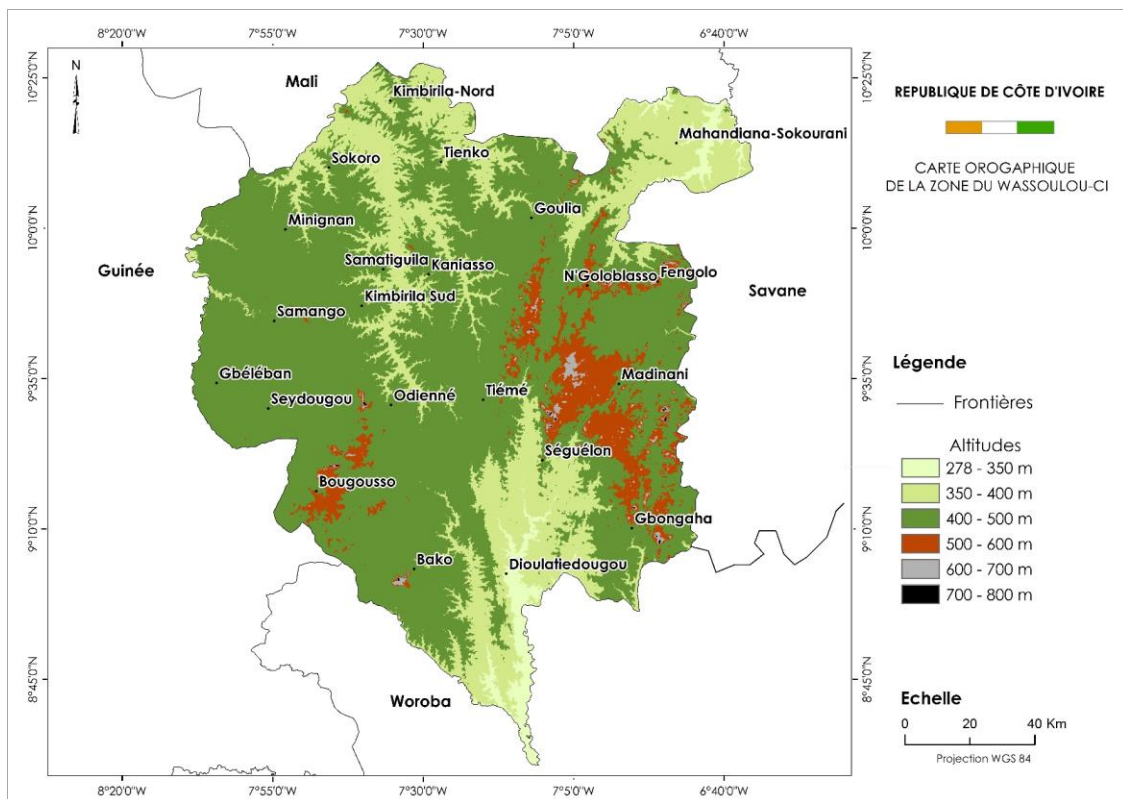 8°20'0"W 7°55'0"W 7°30'0"W 7°5'0"W 6°40'0"W
10°25'0"N
10°0'0"N
9°35'0"N
9°10'0"N
8°45'0"N
N
Mali
Kimbirila-Nord
Mahandiana-Sokourani
Sokoro
Tienko
Goulia
Minignan
Guinée
Samatiguila
Kaniasso
N'Goloblasso
Fengolo
Savane
Kimbirila Sud
Samango
Gbéléban
Madinani
Seydougou
Odienné
Tiémé
Séguélon
Bougousso
Gbongaha
Bako
Dioulatiedougou
Woroba
10°25'0"N
10°0'0"N
9°35'0"N
9°10'0"N
8°45'0"N
8°20'0"W 7°55'0"W 7°30'0"W 7°5'0"W 6°40'0"W
REPUBLIQUE DE CÔTE D'IVOIRE
CARTE OROGAPHIQUE
DE LA ZONE DU WASSOULOU-CI
Légende
Frontières
Altitudes
278 - 350 m
350 - 400 m
400 - 500 m
500 - 600 m
600 - 700 m
700 - 800 m
Echelle
0 20 40 Km
Projection WGS 84